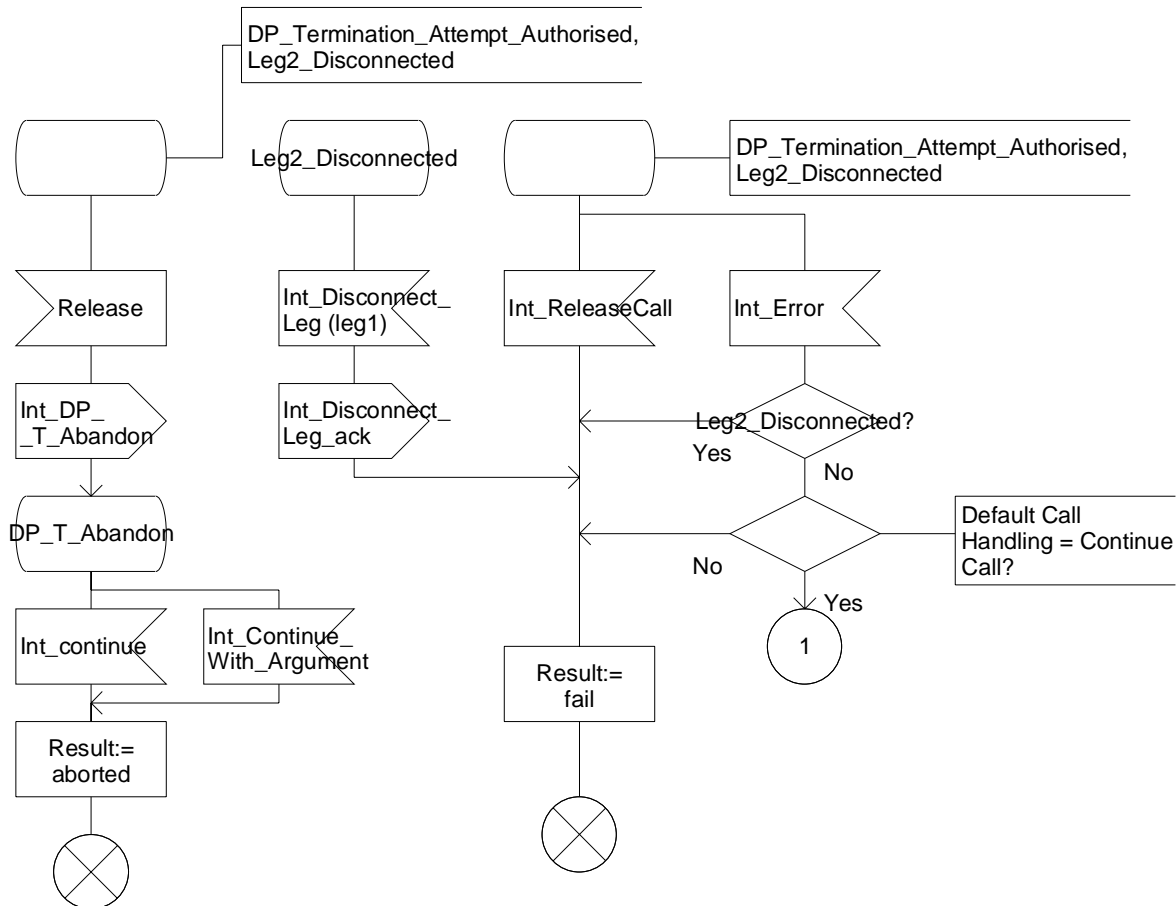 DP_Termination_Attempt_Authorised,
Leg2_Disconnected
Leg2_Disconnected
DP_Termination_Attempt_Authorised,
Leg2_Disconnected
Release
Int_Disconnect_
Leg (leg1)
Int_ReleaseCall
Int_Error
Int_DP_
_T_Abandon
Int_Disconnect_
Leg_ack
Leg2_Disconnected?
Yes
No
DP_T_Abandon
Default Call
Handling = Continue
Call?
No
Yes
Int_continue
Int_Continue_
With_Argument
1
Result:=
fail
Result:=
aborted